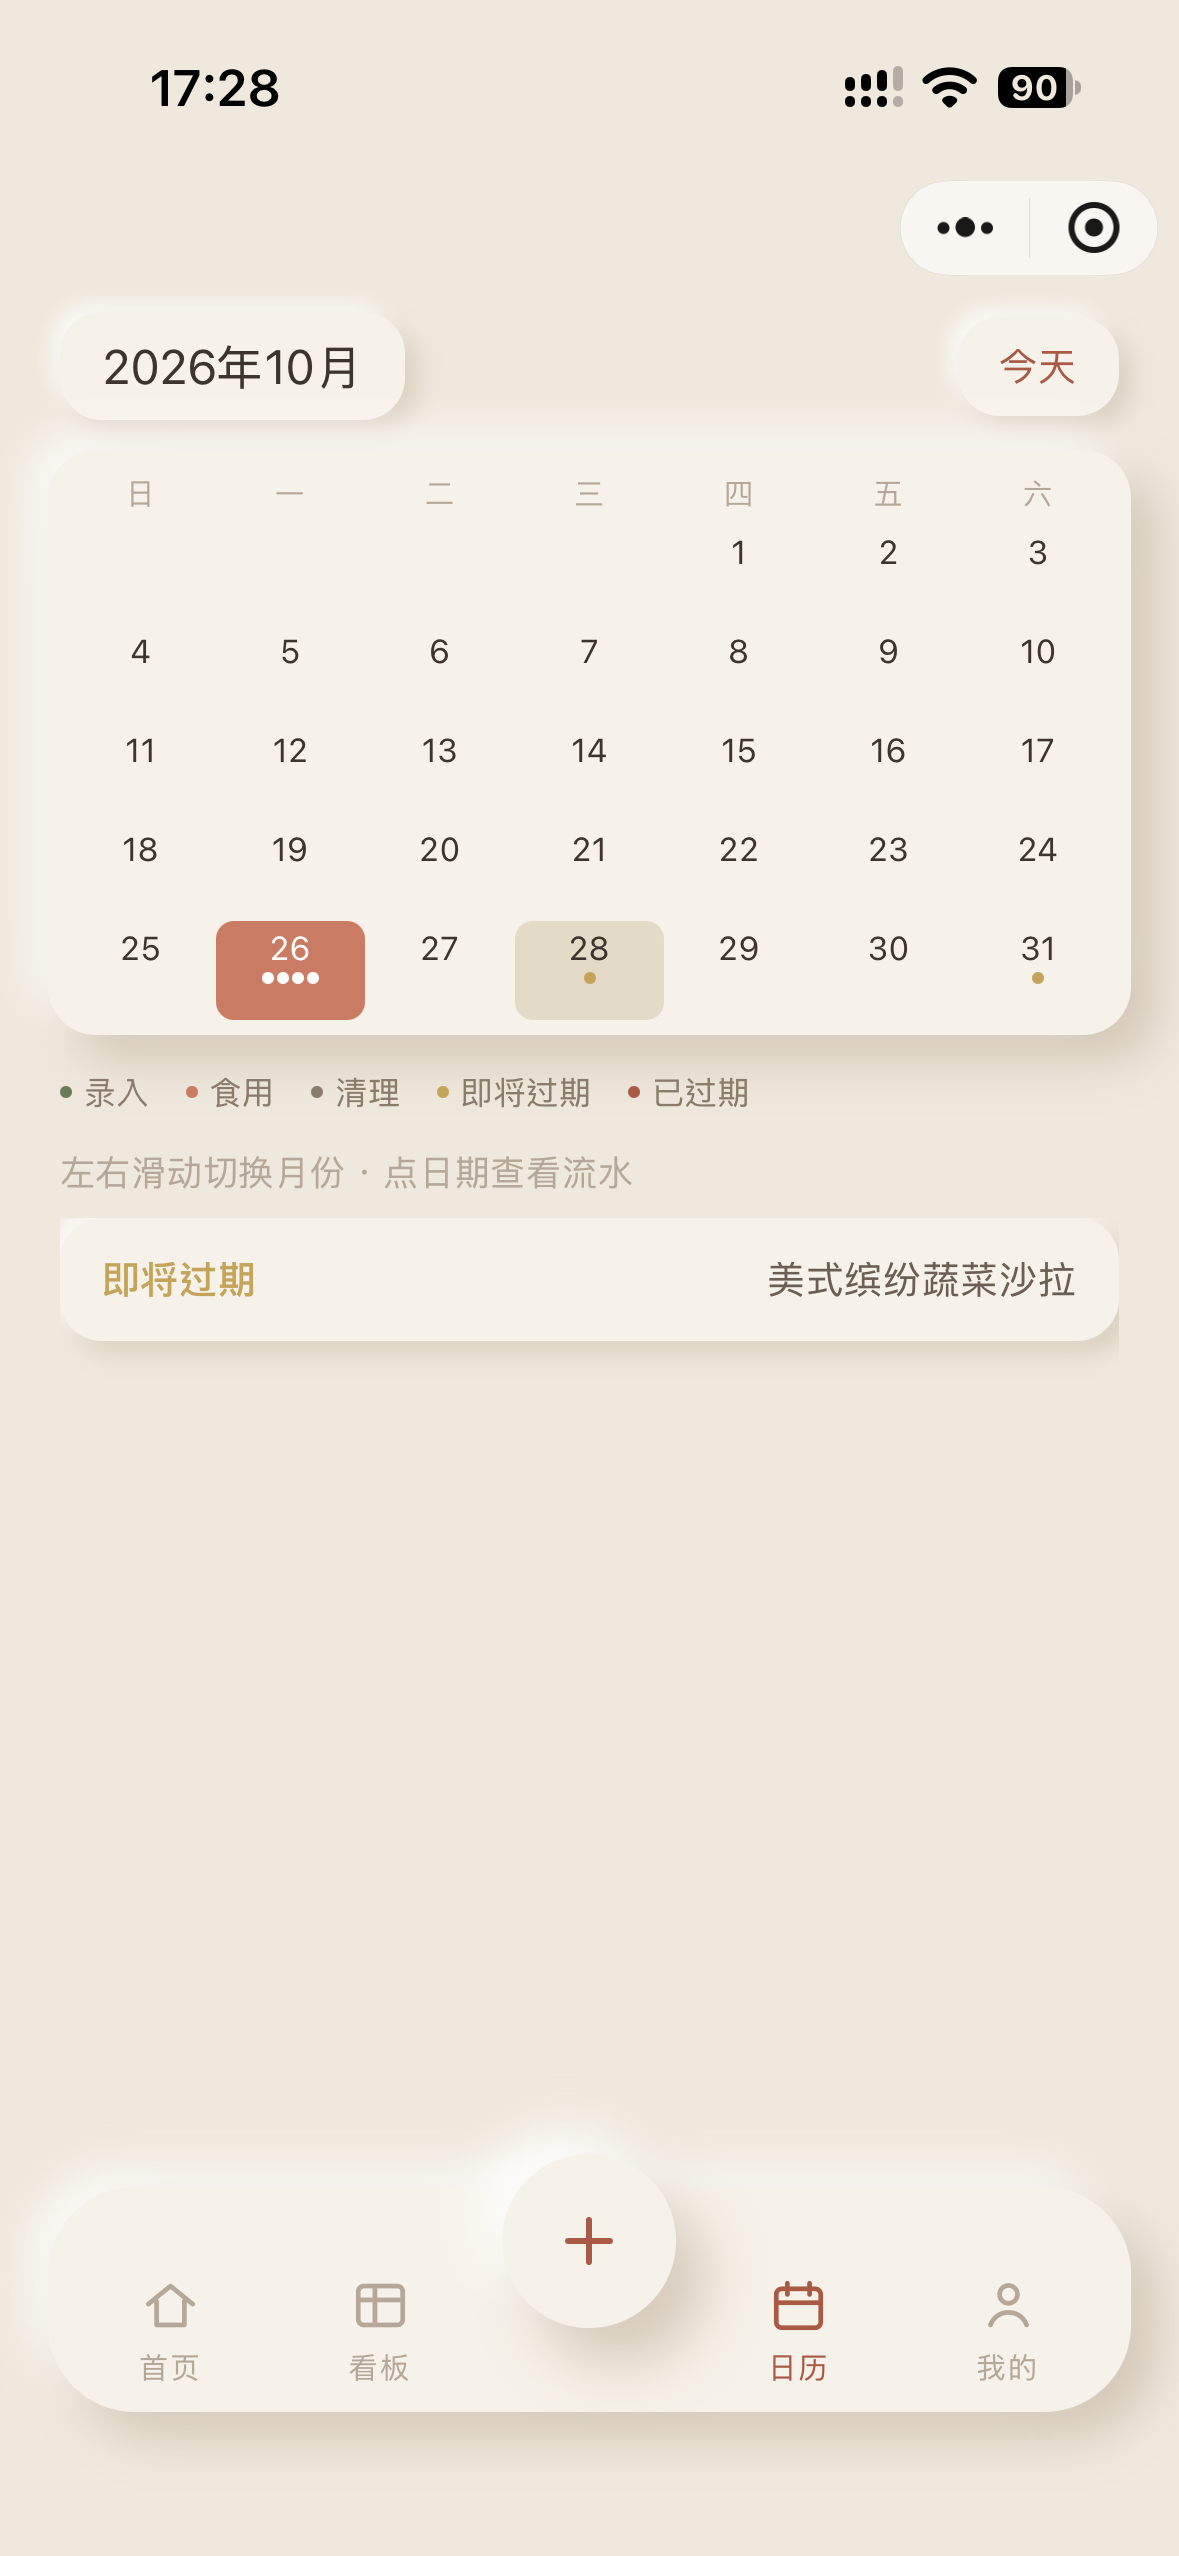 17:28
90
2026年10月
今天
日 一 二 三 四 五 六
1 2 3
4 5 6 7 8 9 10
11 12 13 14 15 16 17
18 19 20 21 22 23 24
25 26 27 28 29 30 31
录入 食用 清理 即将过期 已过期
左右滑动切换月份 · 点日期查看流水
即将过期 美式缤纷蔬菜沙拉
首页 看板 日历 我的